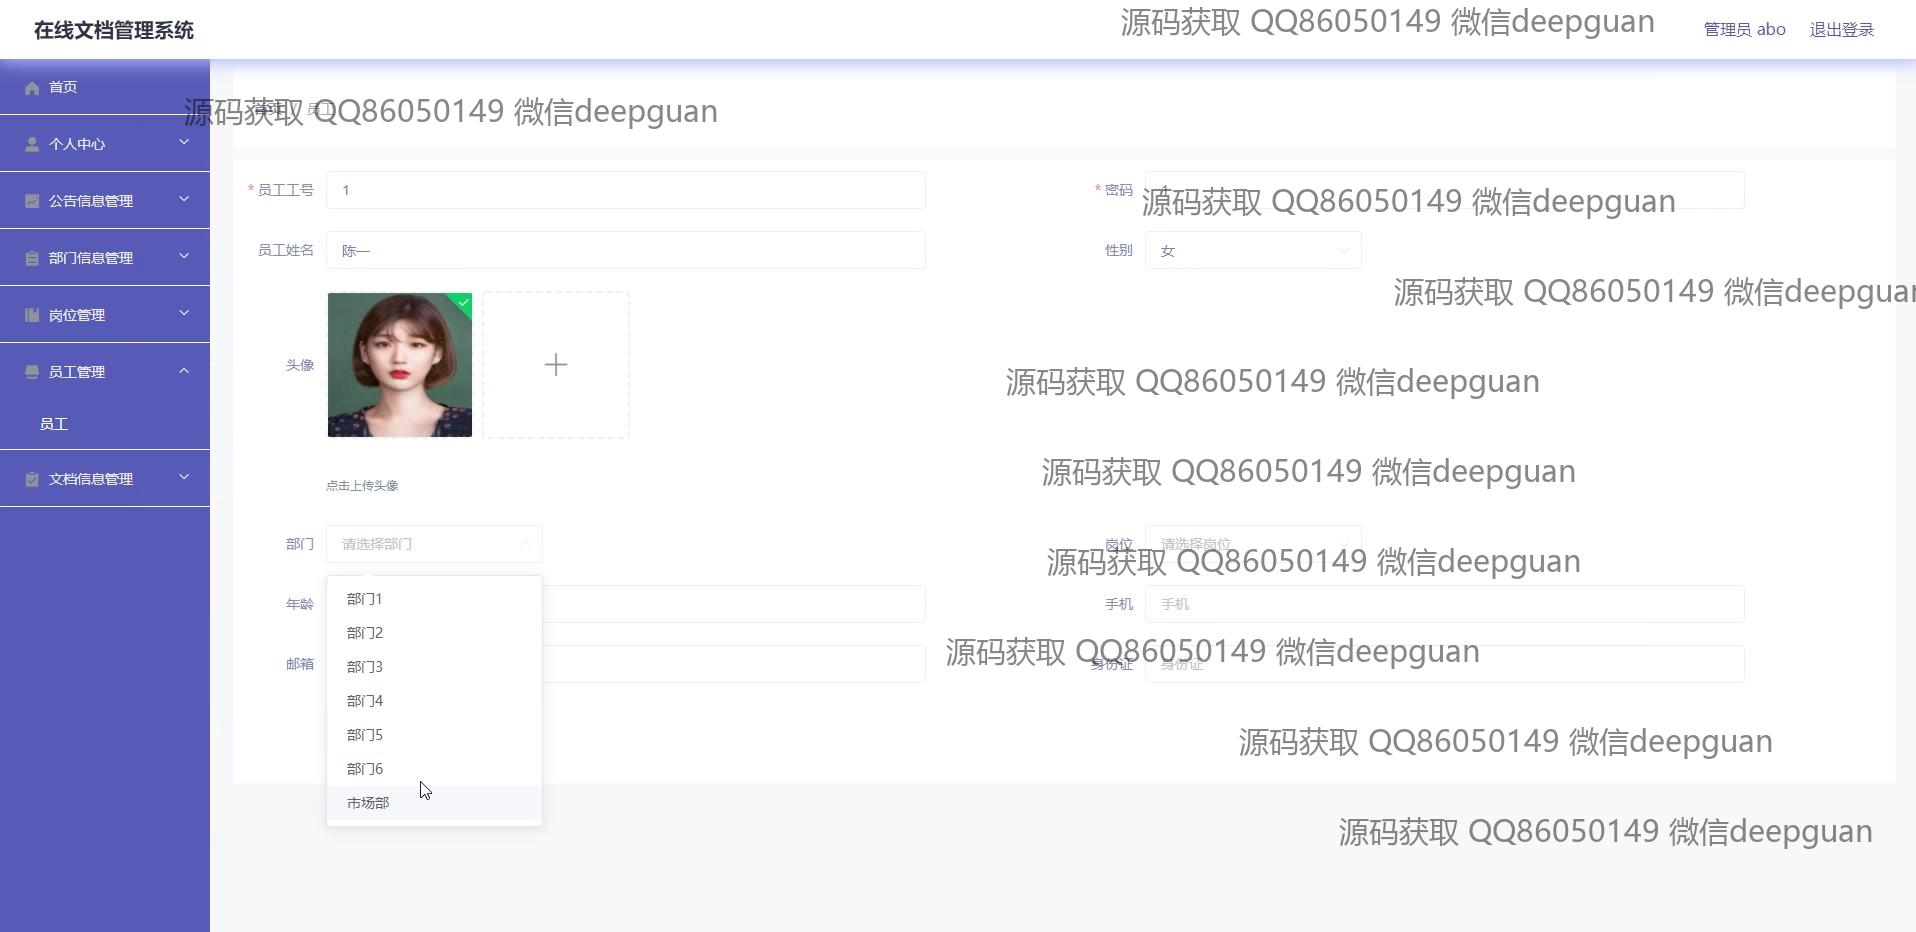 在线文档管理系统
源码获取 QQ86050149 微信deepguan
管理员 abo
退出登录
首页
源码获取 QQ86050149 微信deepguan
个人中心
* 员工工号
1
* 密码
公告信息管理
源码获取 QQ86050149 微信deepguan
员工姓名
陈一
性别
女
部门信息管理
源码获取 QQ86050149 微信deepguan
岗位管理
头像
员工管理
源码获取 QQ86050149 微信deepguan
员工
文档信息管理
源码获取 QQ86050149 微信deepguan
点击上传头像
部门
请选择部门
岗位
请选择岗位
源码获取 QQ86050149 微信deepguan
部门1
年龄
手机
手机
部门2
源码获取 QQ86050149 微信deepguan
邮箱
部门3
身份证
身份证
部门4
部门5
源码获取 QQ86050149 微信deepguan
部门6
市场部
源码获取 QQ86050149 微信deepguan